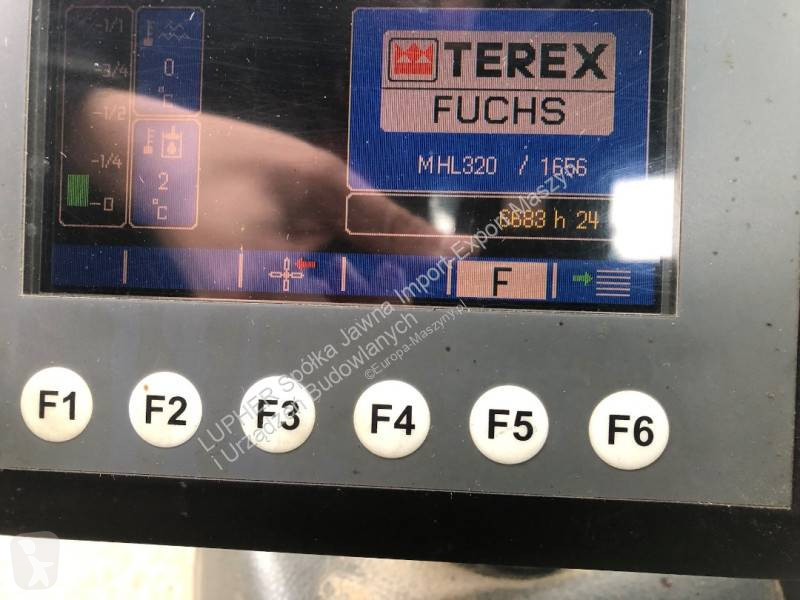 -1/1
-3/4
-1/2
-1/4
-0
0
°C
2
°C
TEREX
FUCHS
MHL320 / 1656
6683 h 24
F
F1 F2 F3 F4 F5 F6
LUPHER Spółka Jawna Import-Export-Maszyn
i Urządzeń Budowlanych
©Europa-Maszyny.pl